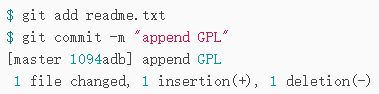 $ git add readme.txt
$ git commit -m "append GPL"
[master 1094adb] append GPL
 1 file changed, 1 insertion(+), 1 deletion(-)